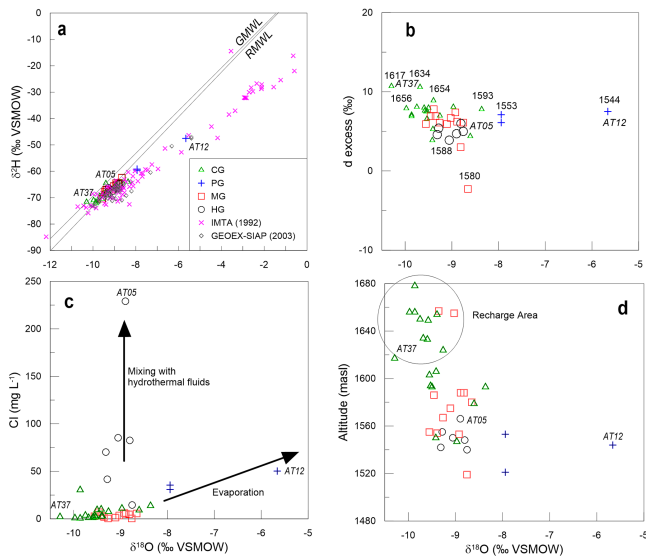 a
GMWL
RMWL
0
-10
-20
-30
-40
-50
-60
-70
-80
-90
δ²H (‰ VSMOW)
AT12
AT05
AT37
CG
PG
MG
HG
IMTA (1992)
GEOEX-SIAP (2003)
-12 -10 -8 -6 -4 -2 0
b
20
10
0
-10
d excess (‰)
1617 1634
AT37
1654
1656
1593
1553
1544
AT05
AT12
1588
1580
-10 -9 -8 -7 -6 -5
c
250
200
150
100
50
0
Cl (mg L⁻¹)
AT05
Mixing with
hydrothermal fluids
AT12
Evaporation
AT37
-10 -9 -8 -7 -6 -5
δ¹⁸O (‰ VSMOW)
d
1680
1640
1600
1560
1520
1480
Altitude (masl)
Recharge Area
AT37
AT05
AT12
-10 -9 -8 -7 -6 -5
δ¹⁸O (‰ VSMOW)